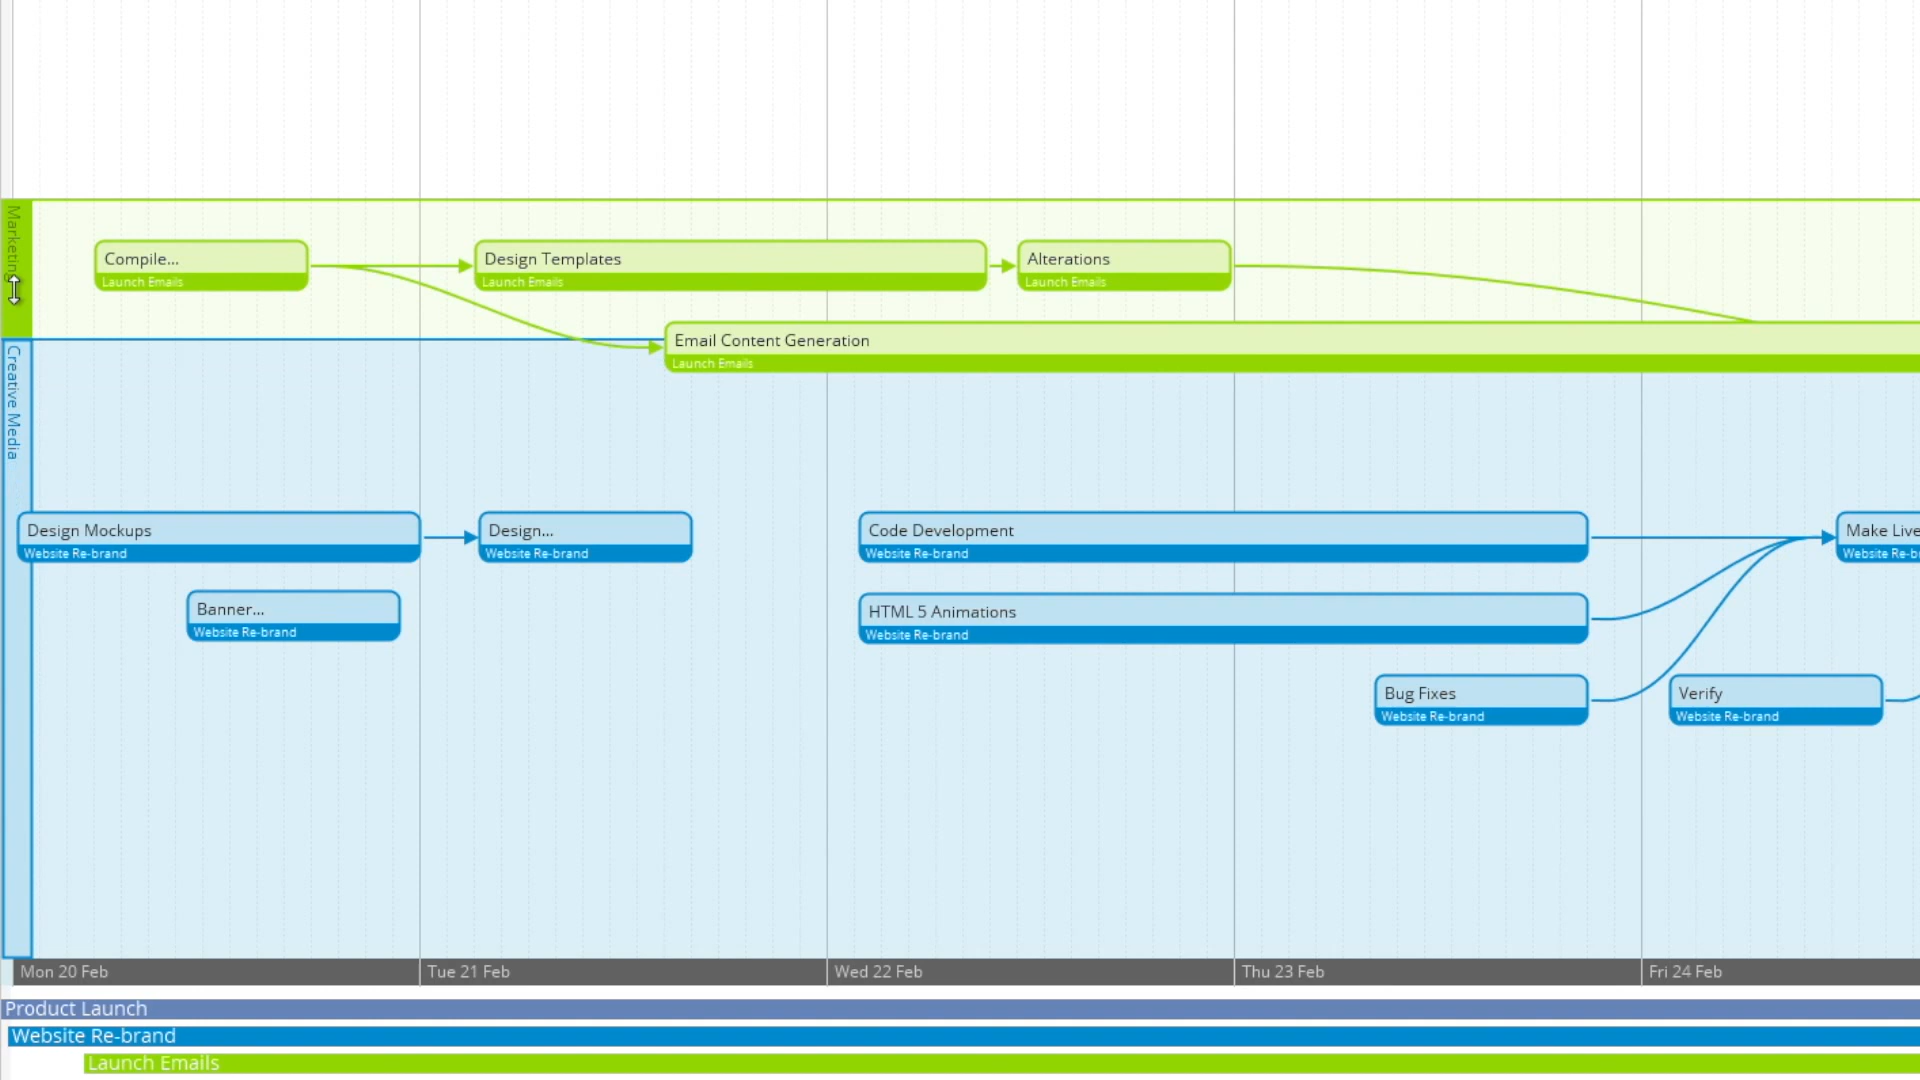 Marketing
Compile...
Launch Emails
Design Templates
Launch Emails
Alterations
Launch Emails
Email Content Generation
Launch Emails
Creative Media
Design Mockups
Website Re-brand
Design...
Website Re-brand
Code Development
Website Re-brand
Make Live
Website Re-b
Banner...
Website Re-brand
HTML 5 Animations
Website Re-brand
Bug Fixes
Website Re-brand
Verify
Website Re-brand
Mon 20 Feb
Tue 21 Feb
Wed 22 Feb
Thu 23 Feb
Fri 24 Feb
Product Launch
Website Re-brand
Launch Emails